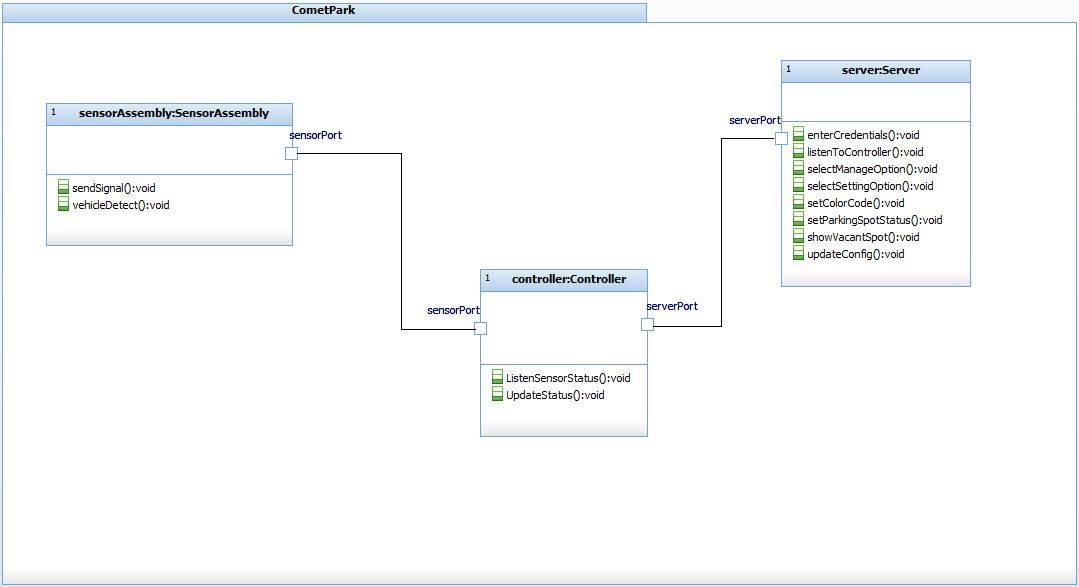 CometPark
1
sensorAssembly:SensorAssembly
sensorPort
sendSignal():void
vehicleDetect():void
1
server:Server
serverPort
enterCredentials():void
listenToController():void
selectManageOption():void
selectSettingOption():void
setColorCode():void
setParkingSpotStatus():void
showVacantSpot():void
updateConfig():void
1
controller:Controller
sensorPort
serverPort
ListenSensorStatus():void
UpdateStatus():void